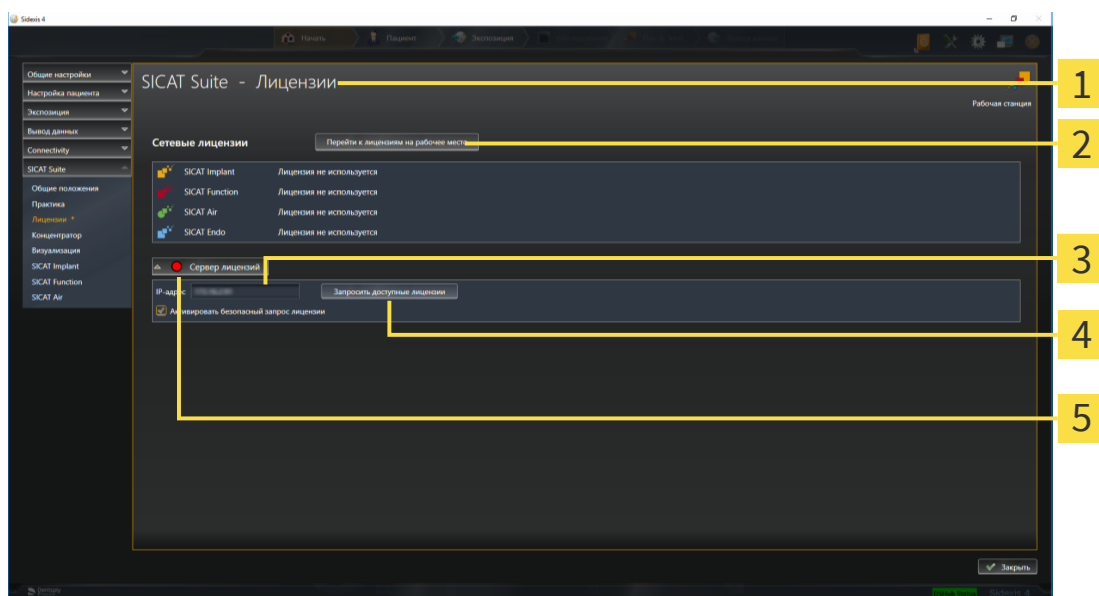 Sidexis 4
Начать
Пациент
Экспозиция
Общие настройки
Настройка пациента
Экспозиция
Вывод данных
Connectivity
SICAT Suite
Общие положения
Практика
Лицензии *
Концентратор
Визуализация
SICAT Implant
SICAT Function
SICAT Air
SICAT Suite - Лицензии
Рабочая станция
Сетевые лицензии
Перейти к лицензиям на рабочее место
SICAT Implant Лицензия не используется
SICAT Function Лицензия не используется
SICAT Air Лицензия не используется
SICAT Endo Лицензия не используется
Сервер лицензий
IP-адрес
Запросить доступные лицензии
Активировать безопасный запрос лицензии
1
2
3
4
5
Закрыть
Sidexis 4